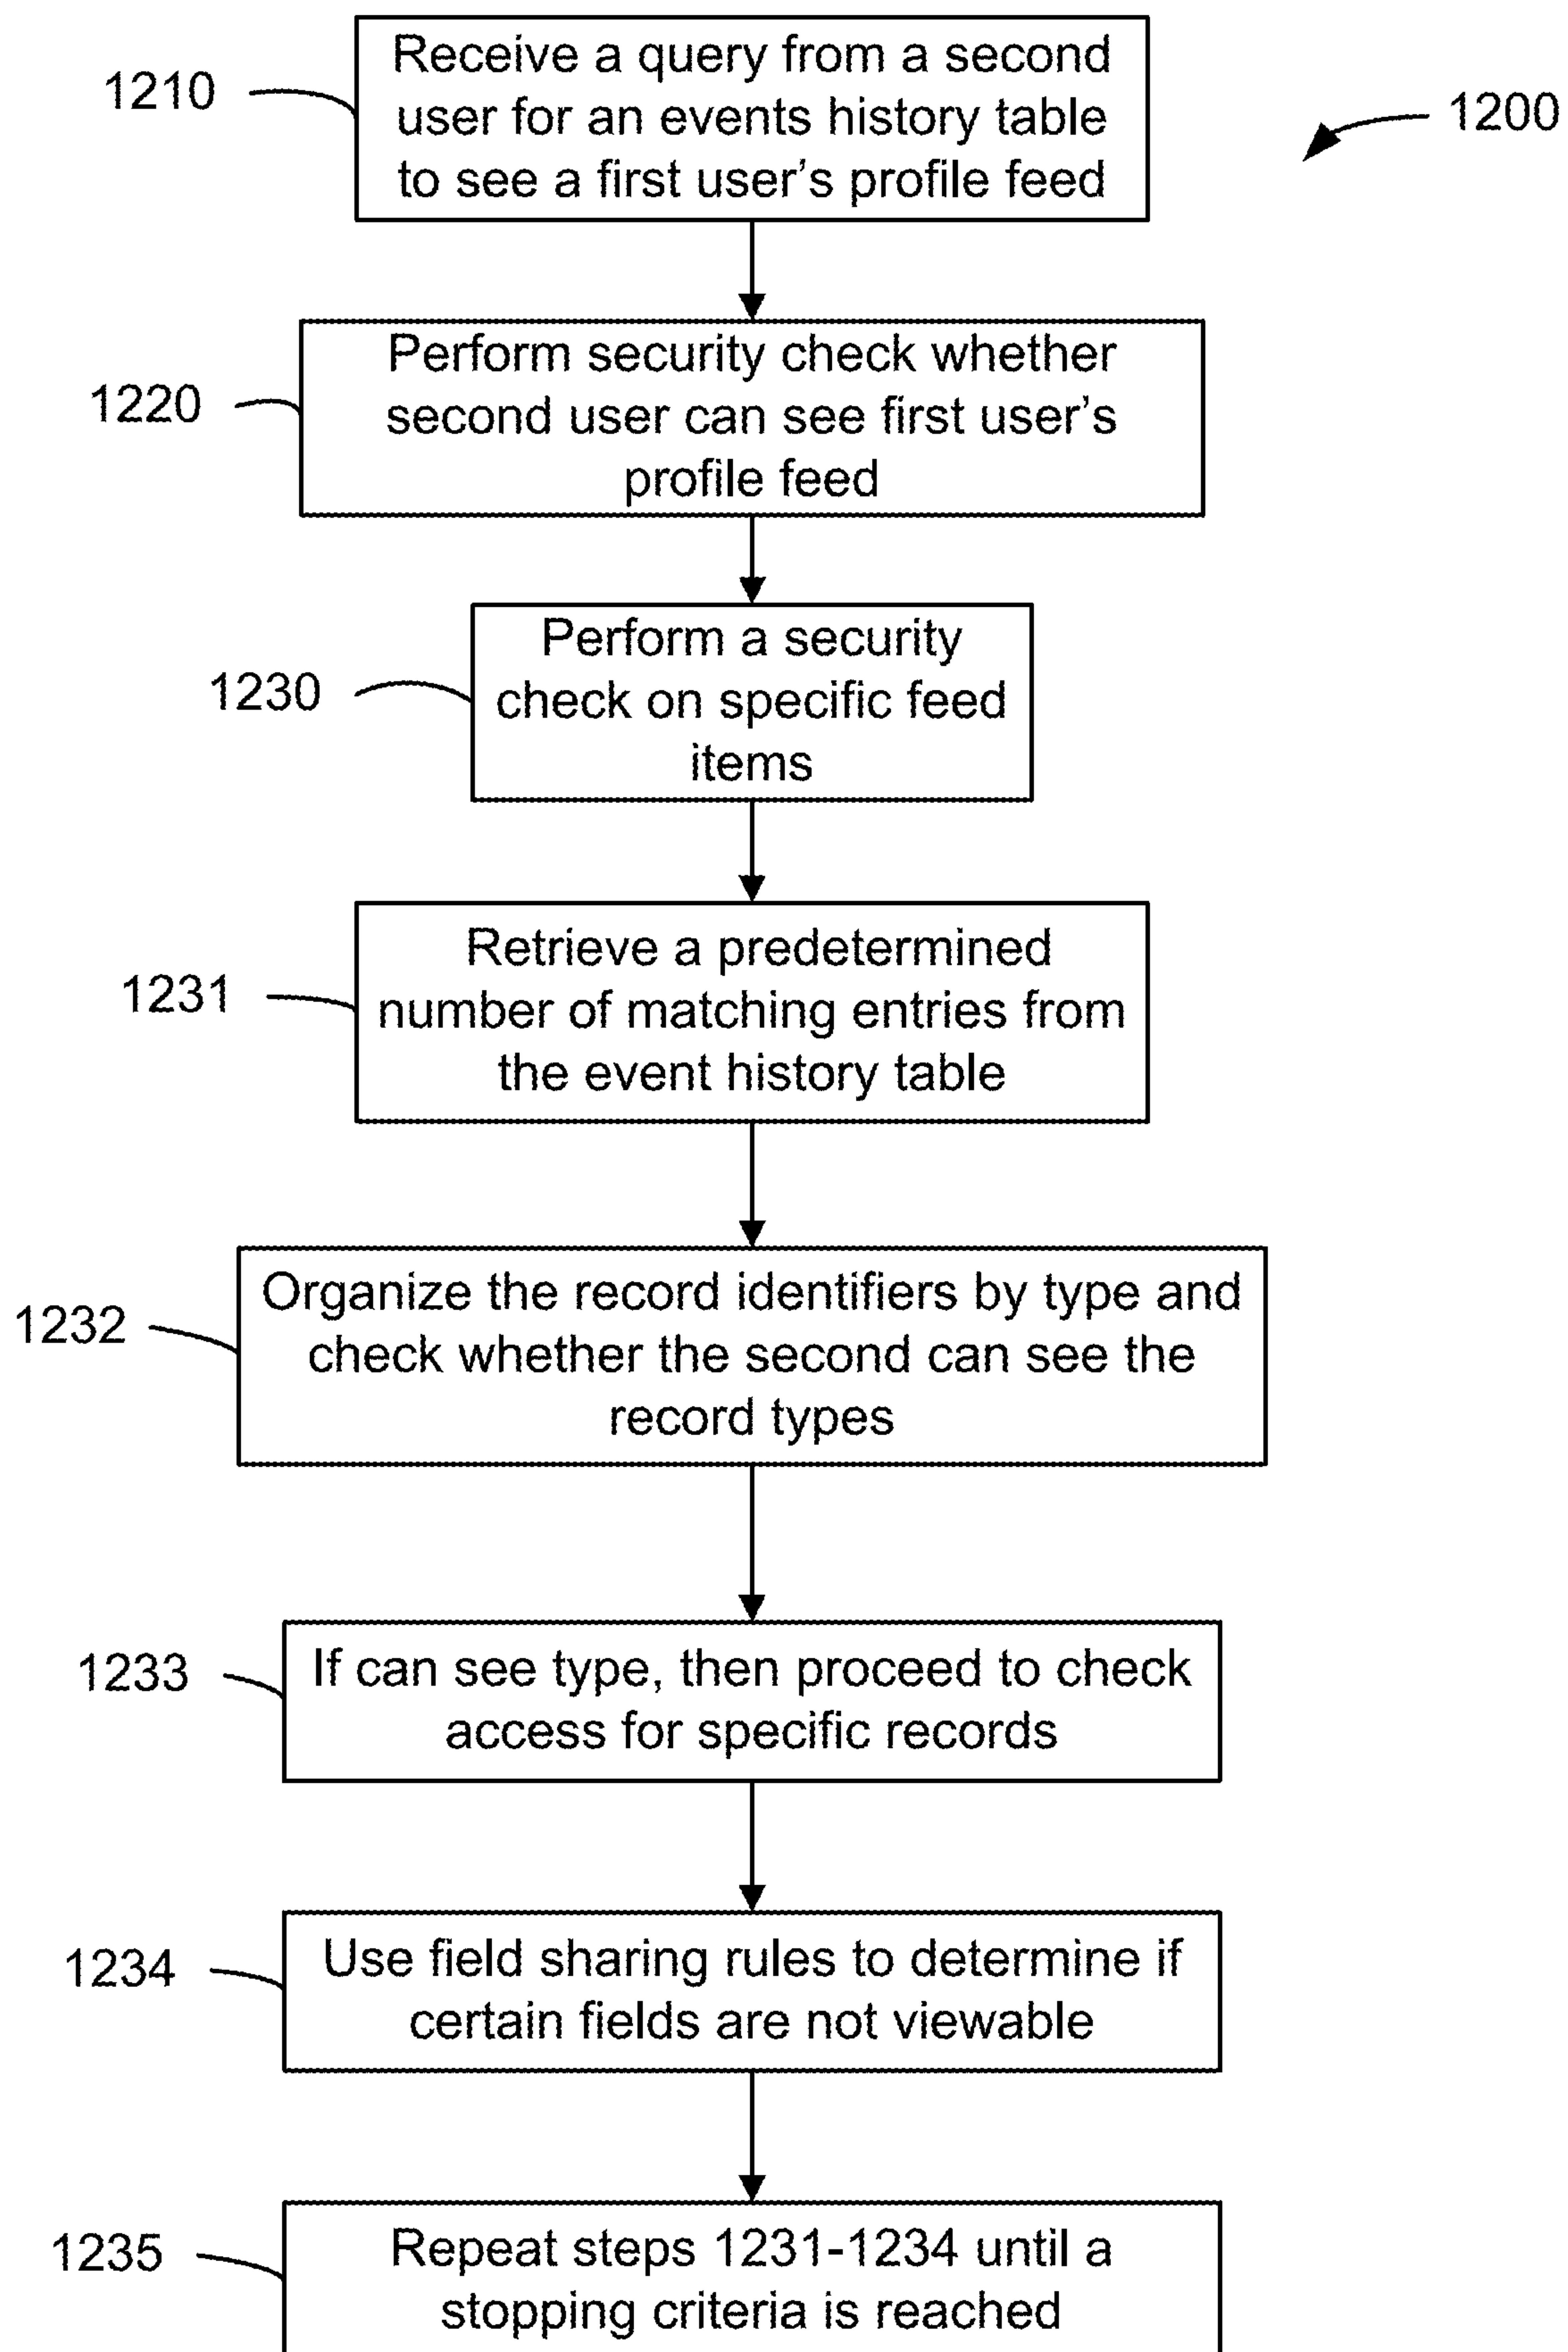 1210
Receive a query from a second
user for an events history table
to see a first user's profile feed
1200
1220
Perform security check whether
second user can see first user's
profile feed
1230
Perform a security
check on specific feed
items
1231
Retrieve a predetermined
number of matching entries from
the event history table
1232
Organize the record identifiers by type and
check whether the second can see the
record types
1233
If can see type, then proceed to check
access for specific records
1234
Use field sharing rules to determine if
certain fields are not viewable
1235
Repeat steps 1231-1234 until a
stopping criteria is reached